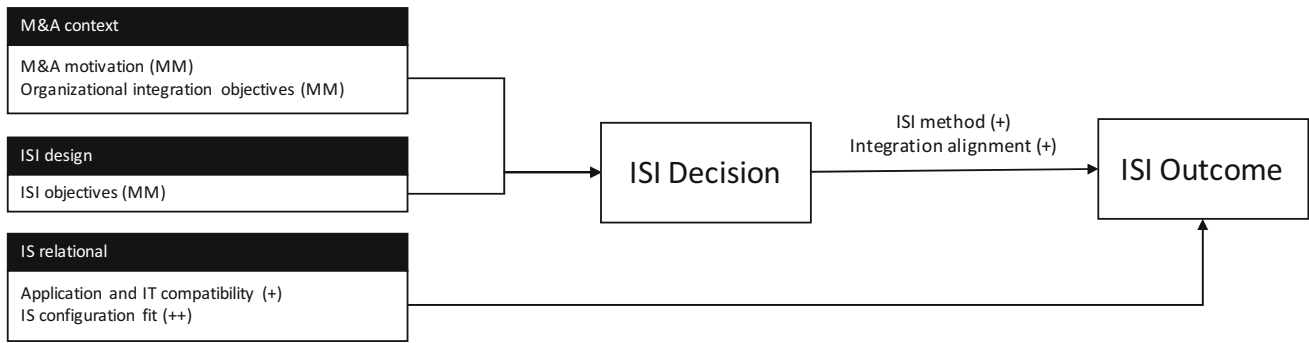 M&A context
M&A motivation (MM)
Organizational integration objectives (MM)
ISI design
ISI objectives (MM)
IS relational
Application and IT compatibility (+)
IS configuration fit (++)
ISI Decision
ISI method (+)
Integration alignment (+)
ISI Outcome